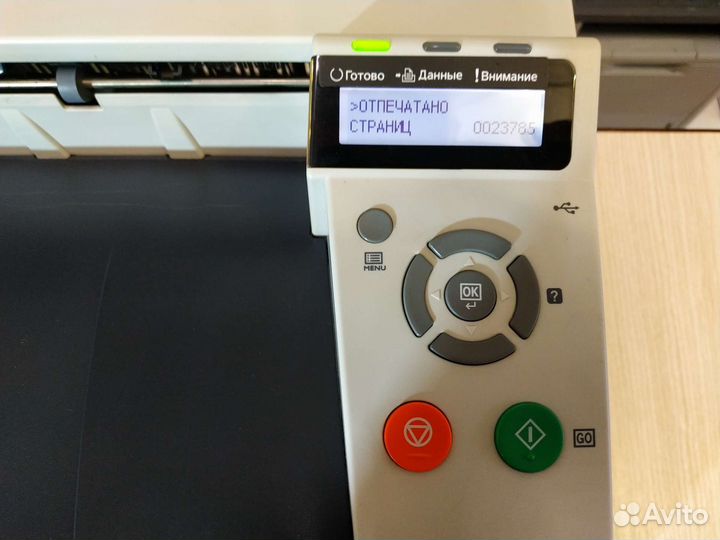 Готово Данные !Внимание
>ОТПЕЧАТАНО
СТРАНИЦ 0023785
MENU
OK
?
GO
Avito